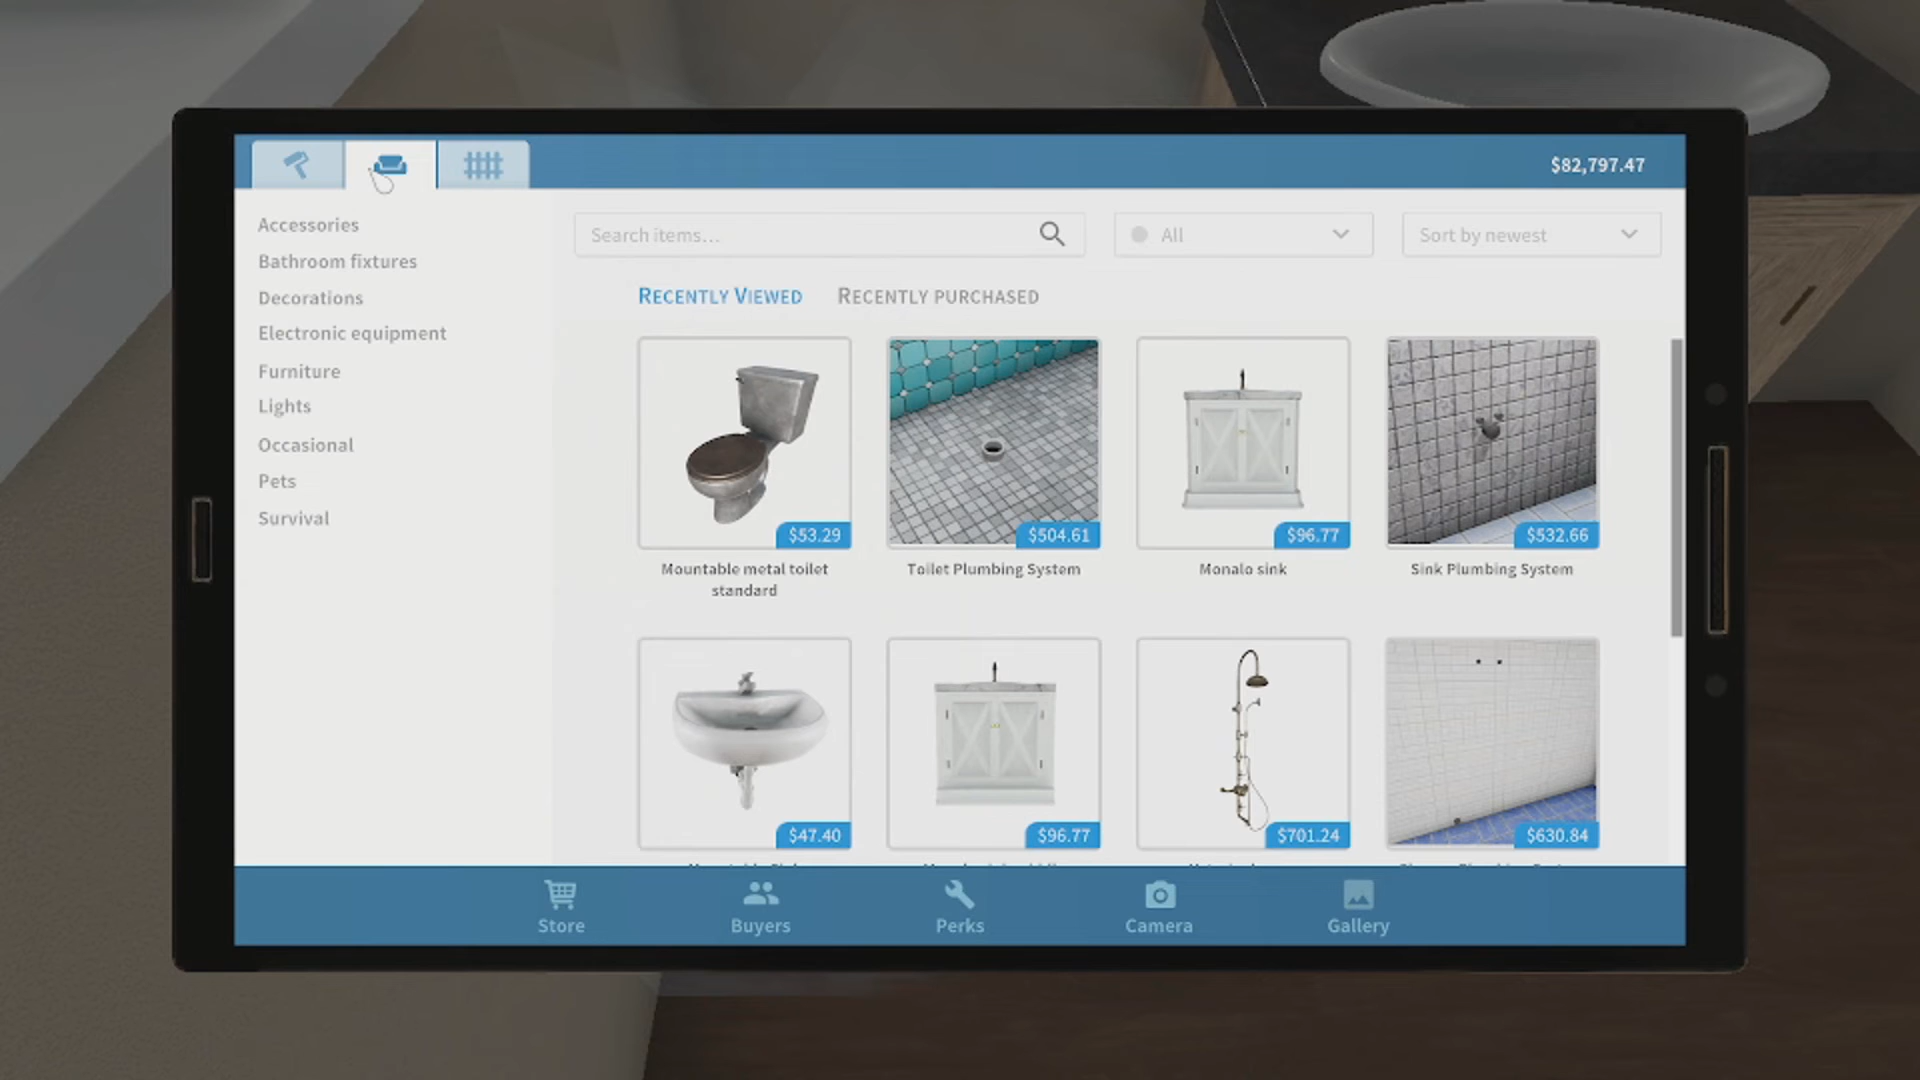 $82,797.47
Accessories
Bathroom fixtures
Decorations
Electronic equipment
Furniture
Lights
Occasional
Pets
Survival
Search items...
All
Sort by newest
RECENTLY VIEWED
RECENTLY PURCHASED
$53.29
$504.61
$96.77
$532.66
Mountable metal toilet
standard
Toilet Plumbing System
Monalo sink
Sink Plumbing System
$47.40
$96.77
$701.24
$630.84
Store
Buyers
Perks
Camera
Gallery